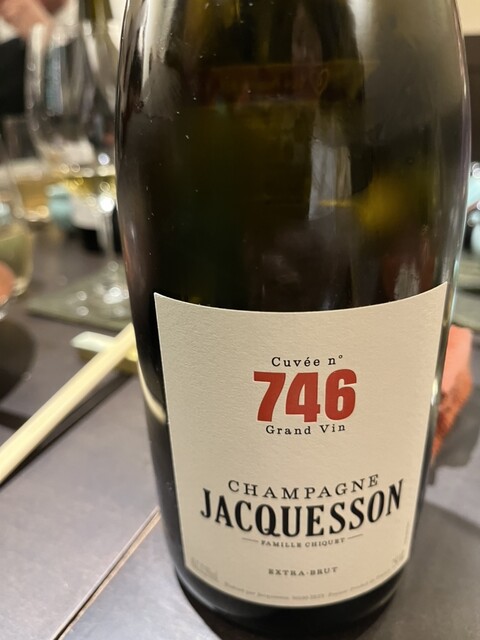 Cuvée n°
746
Grand Vin
CHAMPAGNE
JACQUESSON
FAMILLE CHIQUET
EXTRA-BRUT